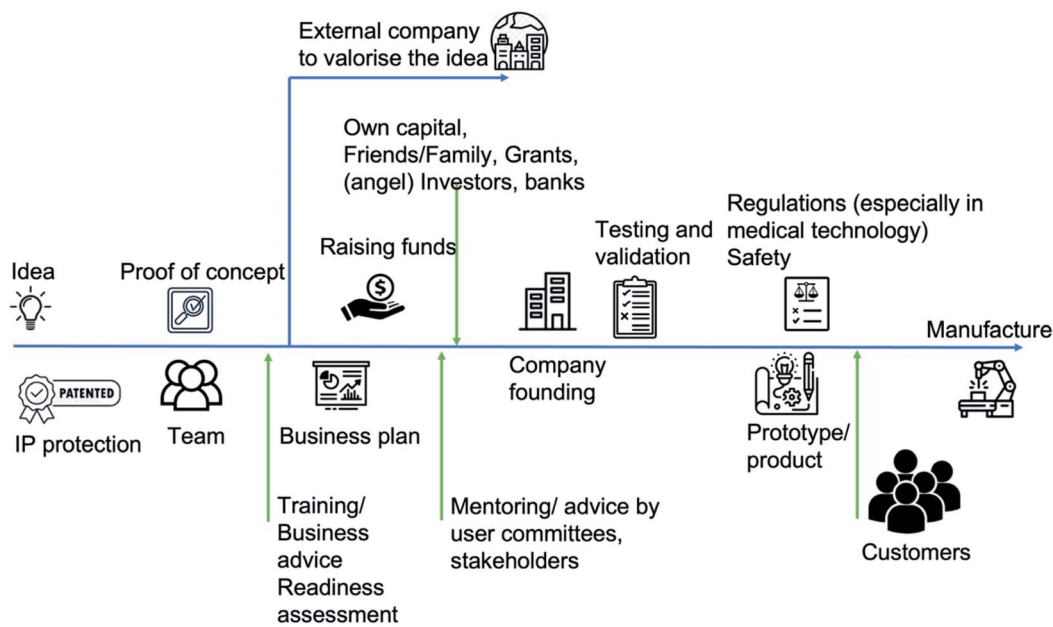 External company
to valorise the idea
Own capital,
Friends/Family, Grants,
(angel) Investors, banks
Regulations (especially in
medical technology)
Safety
Testing and
validation
Raising funds
Idea
Proof of concept
Manufacture
PATENTED
IP protection
Team
Business plan
Company
founding
Prototype/
product
Training/
Business
advice
Readiness
assessment
Mentoring/ advice by
user committees,
stakeholders
Customers